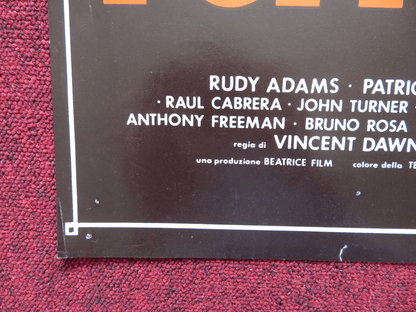 RUDY ADAMS ·
· RAUL CABRERA · JOHN TURNER ·
ANTHONY FREEMAN · BRUNO ROSA
regia di VINCENT DAWN
una produzione BEATRICE FILM colore della